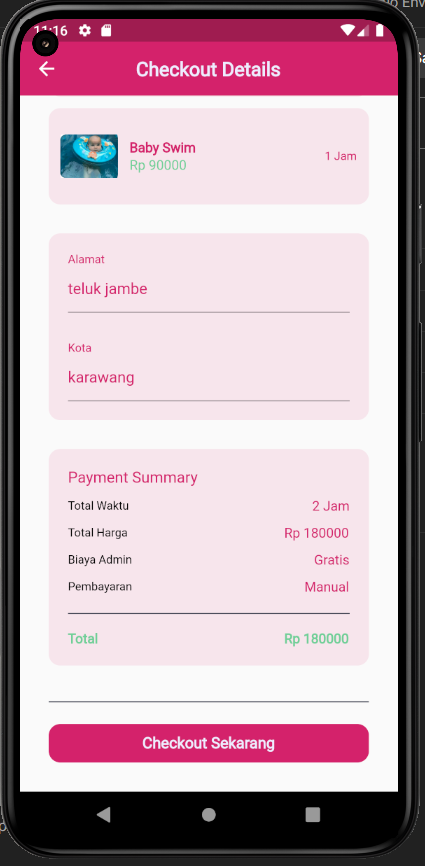 11:16
Checkout Details
Baby Swim
Rp 90000
1 Jam
Alamat
teluk jambe
Kota
karawang
Payment Summary
Total Waktu 2 Jam
Total Harga Rp 180000
Biaya Admin Gratis
Pembayaran Manual
Total Rp 180000
Checkout Sekarang